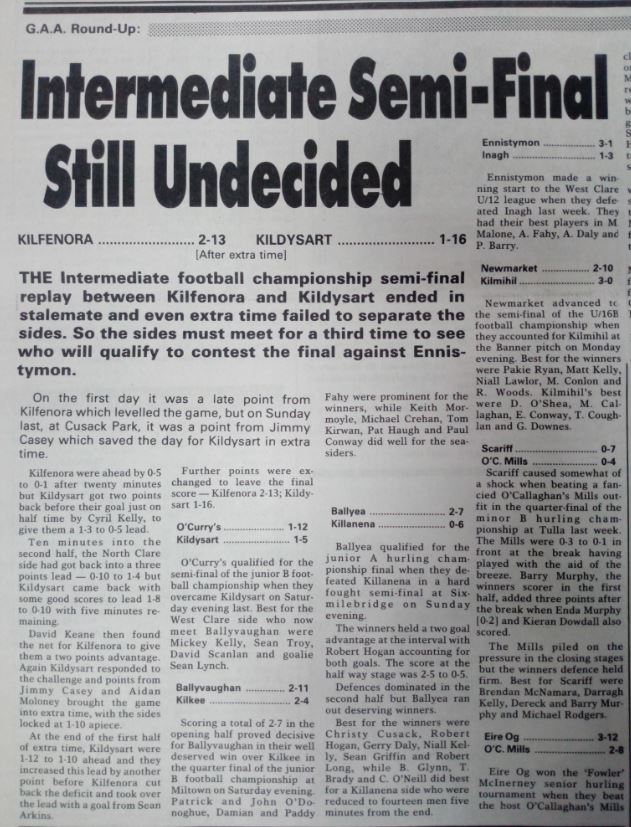 G.A.A. Round-Up:
Intermediate Semi-Final
Still Undecided
KILFENORA ........................ 2-13 KILDYSART ........................ 1-16
[After extra time]
THE Intermediate football championship semi-final
replay between Kilfenora and Kildysart ended in
stalemate and even extra time failed to separate the
sides. So the sides must meet for a third time to see
who will qualify to contest the final against Ennis-
tymon.
On the first day it was a late point from
Kilfenora which levelled the game, but on Sunday
last, at Cusack Park, it was a point from Jimmy
Casey which saved the day for Kildysart in extra
time.
Kilfenora were ahead by 0-5
to 0-1 after twenty minutes
but Kildysart got two points
back before their goal just on
half time by Cyril Kelly, to
give them a 1-3 to 0-5 lead.
Ten minutes into the
second half, the North Clare
side had got back into a three
points lead — 0-10 to 1-4 but
Kildysart came back with
some good scores to lead 1-8
to 0-10 with five minutes re-
maining.
David Keane then found
the net for Kilfenora to give
them a two points advantage.
Again Kildysart responded to
the challenge and points from
Jimmy Casey and Aidan
Moloney brought the game
into extra time, with the sides
locked at 1-10 apiece.
At the end of the first half
of extra time, Kildysart were
1-12 to 1-10 ahead and they
increased this lead by another
point before Kilfenora cut
back the deficit and took over
the lead with a goal from Sean
Arkins.
Further points were ex-
changed to leave the final
score — Kilfenora 2-13; Kildy-
sart 1-16.
O'Curry's ...................... 1-12
Kildysart ........................ 1-5
O'Curry's qualified for the
semi-final of the junior B foot-
ball championship when they
overcame Kildysart on Satur-
day evening last. Best for the
West Clare side who now
meet Ballyvaughan were
Mickey Kelly, Sean Troy,
David Scanlan and goalie
Sean Lynch.
Ballyvaughan ................ 2-11
Kilkee ........................... 2-4
Scoring a total of 2-7 in the
opening half proved decisive
for Ballyvaughan in their well
deserved win over Kilkee in
the quarter final of the junior
B football championship at
Miltown on Saturday evening.
Patrick and John O'Do-
noghue, Damian and Paddy
Fahy were prominent for the
winners, while Keith Mor-
moyle, Michael Crehan, Tom
Kirwan, Pat Haugh and Paul
Conway did well for the sea-
siders.
Ballyea ........................ 2-7
Killanena ...................... 0-6
Ballyea qualified for the
junior A hurling cham-
pionship final when they de-
feated Killanena in a hard
fought semi-final at Six-
milebridge on Sunday
evening.
The winners held a two goal
advantage at the interval with
Robert Hogan accounting for
both goals. The score at the
half way stage was 2-5 to 0-5.
Defences dominated in the
second half but Ballyea ran
out deserving winners.
Best for the winners were
Christy Cusack, Robert
Hogan, Gerry Daly, Niall Kel-
ly, Sean Griffin and Robert
Long, while B. Glynn, T.
Brady and C. O'Neill did best
for a Killanena side who were
reduced to fourteen men five
minutes from the end.
Ennistymon .................. 3-1
Inagh ............................ 1-3
Ennistymon made a win-
ning start to the West Clare
U/12 league when they defe-
ated Inagh last week. They
had their best players in M.
Malone, A. Fahy, A. Daly and
P. Barry.
Newmarket .................. 2-10
Kilmihil ......................... 3-0
Newmarket advanced to
the semi-final of the U/16B
football championship when
they accounted for Kilmihil at
the Banner pitch on Monday
evening. Best for the winners
were Pakie Ryan, Matt Kelly,
Niall Lawlor, M. Conlon and
R. Woods. Kilmihil's best
were D. O'Shea, M. Cal-
laghan, E. Conway, T. Cough-
lan and G. Downes.
Scariff .......................... 0-7
O'C. Mills ..................... 0-4
Scariff caused somewhat of
a shock when beating a fan-
cied O'Callaghan's Mills out-
fit in the quarter-final of the
minor B hurling cham-
pionship at Tulla last week.
The Mills were 0-3 to 0-1 in
front at the break having
played with the aid of the
breeze. Barry Murphy, the
winners scorer in the first
half, added three points after
the break when Enda Murphy
[0-2] and Kieran Dowdall also
scored.
The Mills piled on the
pressure in the closing stages
but the winners defence held
firm. Best for Scariff were
Brendan McNamara, Darragh
Kelly, Dereck and Barry Mur-
phy and Michael Rodgers.
Eire Og ........................ 3-12
O'C. Mills ..................... 2-8
Eire Og won the 'Fowler'
McInerney senior hurling
tournament when they beat
the host O'Callaghan's Mills